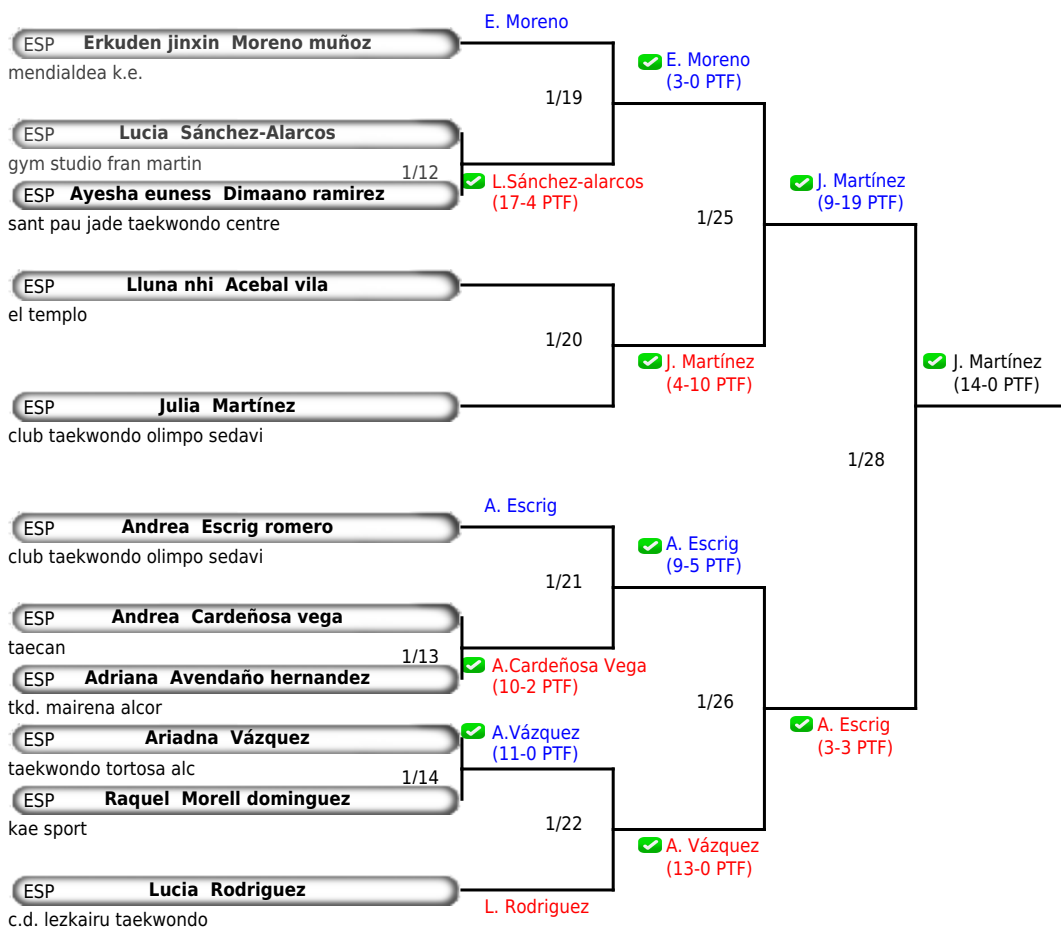 E. Moreno
ESP Erkuden jinxin Moreno muñoz
mendialdea k.e.
E. Moreno
(3-0 PTF)
1/19
ESP Lucia Sánchez-Alarcos
gym studio fran martin
1/12
L.Sánchez-alarcos
(17-4 PTF)
ESP Ayesha euness Dimaano ramirez
sant pau jade taekwondo centre
J. Martínez
(9-19 PTF)
1/25
ESP Lluna nhi Acebal vila
el templo
1/20
J. Martínez
(4-10 PTF)
J. Martínez
(14-0 PTF)
ESP Julia Martínez
club taekwondo olimpo sedavi
1/28
A. Escrig
ESP Andrea Escrig romero
club taekwondo olimpo sedavi
A. Escrig
(9-5 PTF)
1/21
ESP Andrea Cardeñosa vega
taecan
1/13
A.Cardeñosa Vega
(10-2 PTF)
ESP Adriana Avendaño hernandez
tkd. mairena alcor
1/26
A. Escrig
(3-3 PTF)
ESP Ariadna Vázquez
taekwondo tortosa alc
A.Vázquez
(11-0 PTF)
1/14
ESP Raquel Morell dominguez
kae sport
1/22
A. Vázquez
(13-0 PTF)
ESP Lucia Rodriguez
c.d. lezkairu taekwondo
L. Rodriguez